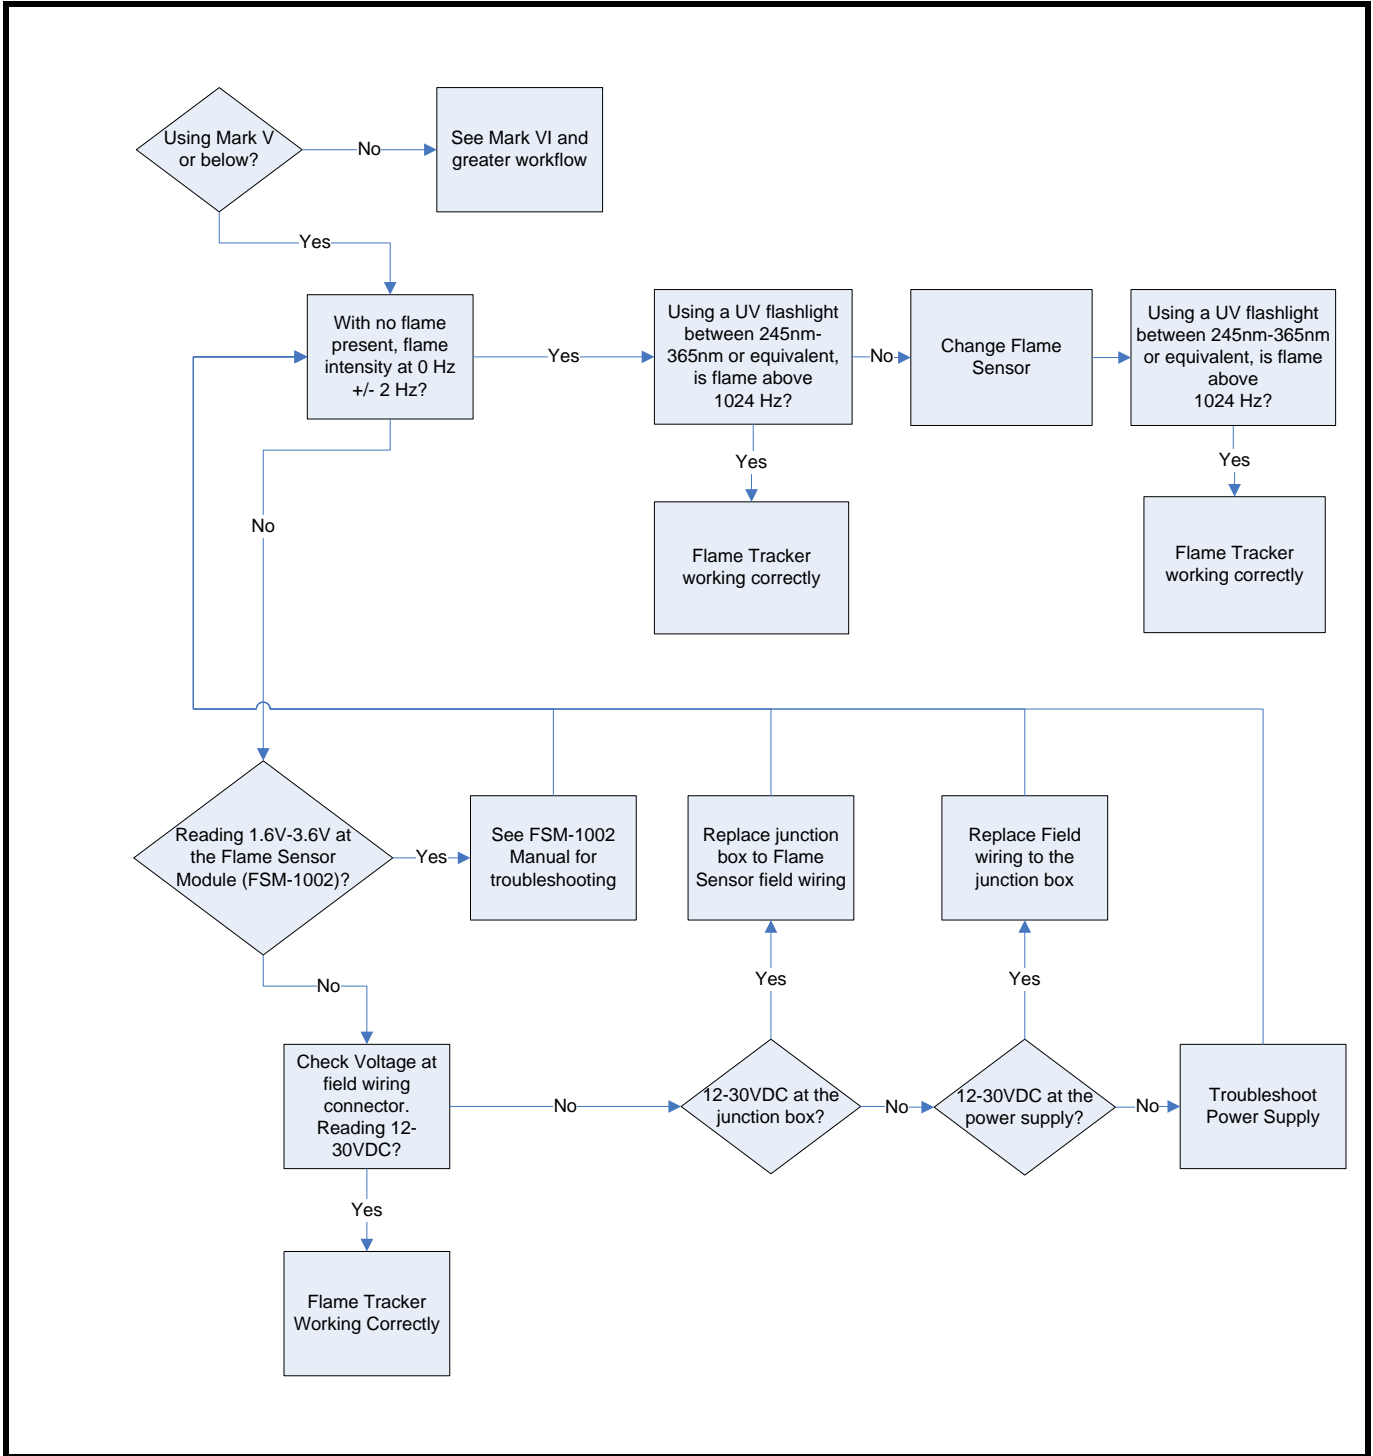 Using Mark V
or below?
No
See Mark VI and
greater workflow
Yes
With no flame
present, flame
intensity at 0 Hz
+/- 2 Hz?
Yes
Using a UV flashlight
between 245nm-
365nm or equivalent,
is flame above
1024 Hz?
No
Change Flame
Sensor
Using a UV flashlight
between 245nm-365nm
or equivalent, is flame
above
1024 Hz?
Yes
Flame Tracker
working correctly
Yes
Flame Tracker
working correctly
No
Reading 1.6V-3.6V at
the Flame Sensor
Module (FSM-1002)?
Yes
See FSM-1002
Manual for
troubleshooting
Replace junction
box to Flame
Sensor field wiring
Replace Field
wiring to the
junction box
No
Yes
Yes
Check Voltage at
field wiring
connector.
Reading 12-
30VDC?
No
12-30VDC at the
junction box?
No
12-30VDC at the
power supply?
No
Troubleshoot
Power Supply
Yes
Flame Tracker
Working Correctly